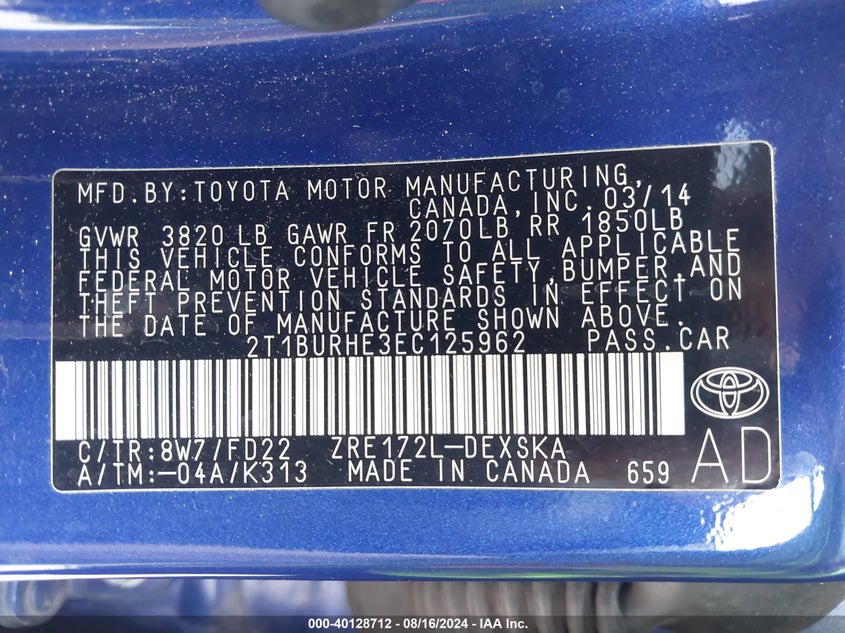 MFD.BY:TOYOTA MOTOR MANUFACTURING,
CANADA,INC.03/14
GVWR 3820 LB GAWR FR 2070LB RR 1850LB
THIS VEHICLE CONFORMS TO ALL APPLICABLE
FEDERAL MOTOR VEHICLE SAFETY,BUMPER,AND
THEFT PREVENTION STANDARDS IN EFFECT ON
THE DATE OF MANUFACTURE SHOWN ABOVE.
2T1BURHE3EC125962 PASS.CAR
C/TR:8W7/FD22 ZRE172L-DEXSKA
A/TM:-04A/K313 MADE IN CANADA 659 AD
000-40128712 - 08/16/2024 - IAA Inc.